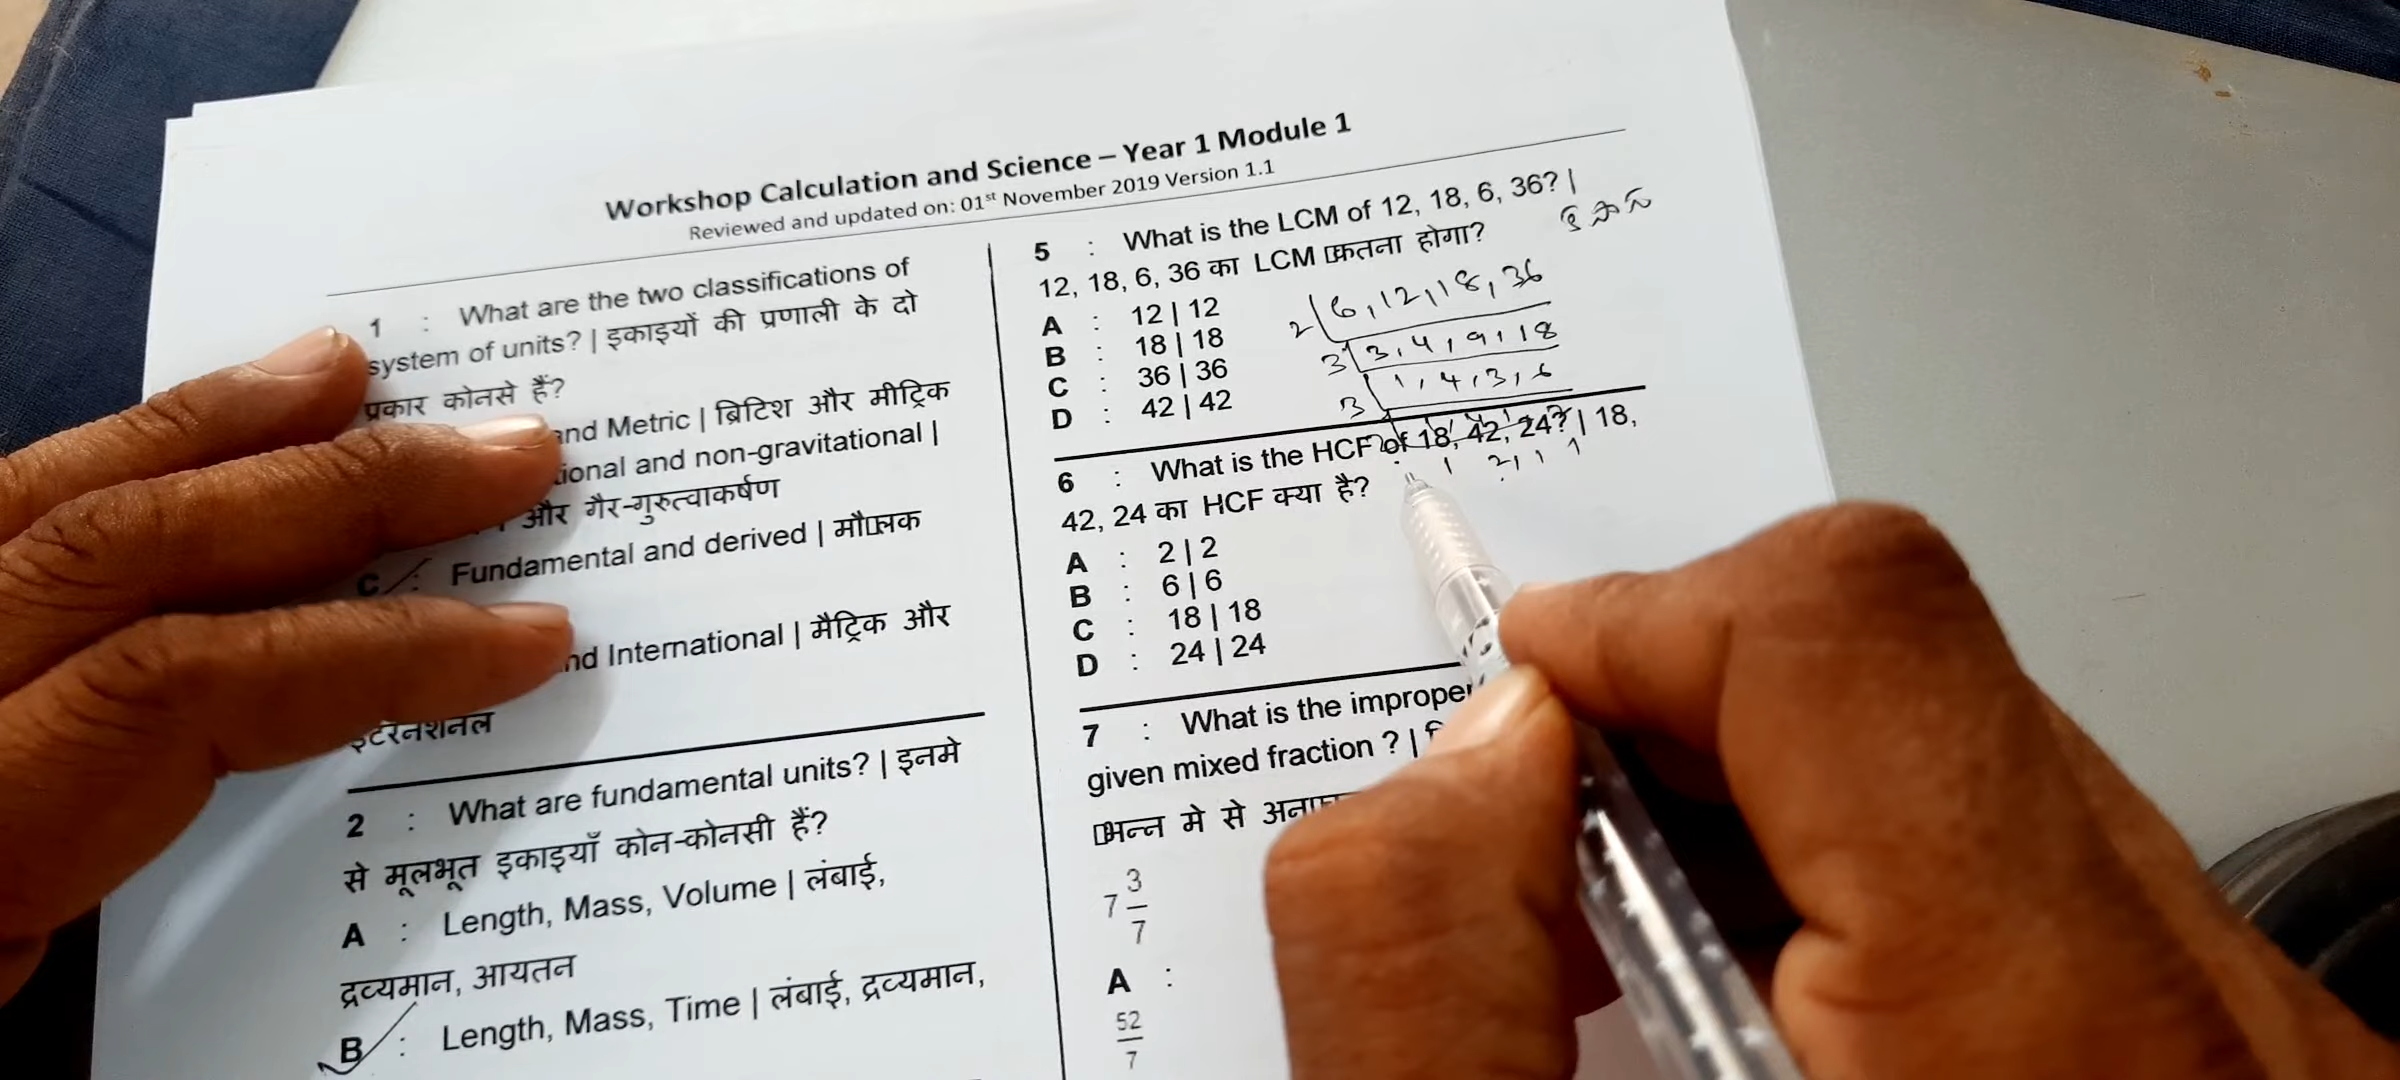 Workshop Calculation and Science – Year 1 Module 1
Reviewed and updated on: 01st November 2019 Version 1.1
1 : What are the two classifications of
system of units? | इकाइयों की प्रणाली के दो
प्रकार कोनसे हैं?
and Metric | ब्रिटिश और मीट्रिक
tional and non-gravitational |
और गैर-गुरुत्वाकर्षण
C : Fundamental and derived | मौलिक
nd International | मैट्रिक और
इंटरनेशनल
2 : What are fundamental units? | इनमे
से मूलभूत इकाइयाँ कोन-कोनसी हैं?
A : Length, Mass, Volume | लंबाई,
द्रव्यमान, आयतन
B : Length, Mass, Time | लंबाई, द्रव्यमान,
5 : What is the LCM of 12, 18, 6, 36? |
12, 18, 6, 36 का LCM कितना होगा?
A : 12 | 12
B : 18 | 18
C : 36 | 36
D : 42 | 42
2 6, 12, 18, 36
3 3, 4, 9, 18
3 1, 4, 3, 6
6 : What is the HCF of 18, 42, 24? | 18,
42, 24 का HCF क्या है?
1 2, 1 1
A : 2 | 2
B : 6 | 6
C : 18 | 18
D : 24 | 24
7 : What is the improper
given mixed fraction ? |
भिन्न मे से
7 3/7
A :
52/7